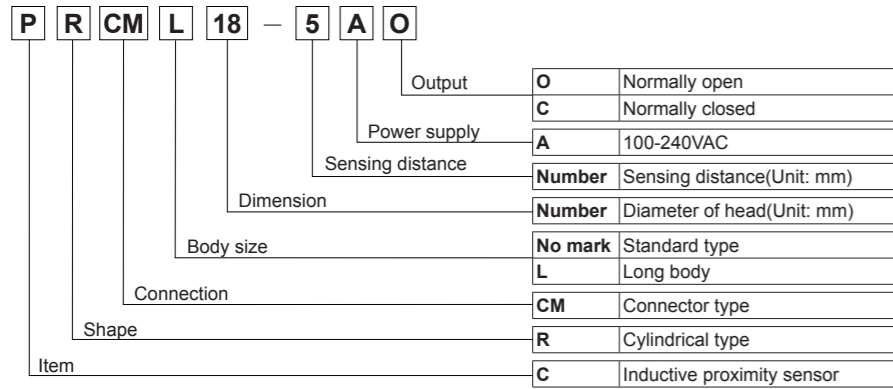 P R CM L 18 – 5 A O
Output
O Normally open
C Normally closed
Power supply
A 100-240VAC
Sensing distance
Number Sensing distance(Unit: mm)
Dimension
Number Diameter of head(Unit: mm)
Body size
No mark Standard type
L Long body
Connection
CM Connector type
Shape
R Cylindrical type
Item
C Inductive proximity sensor